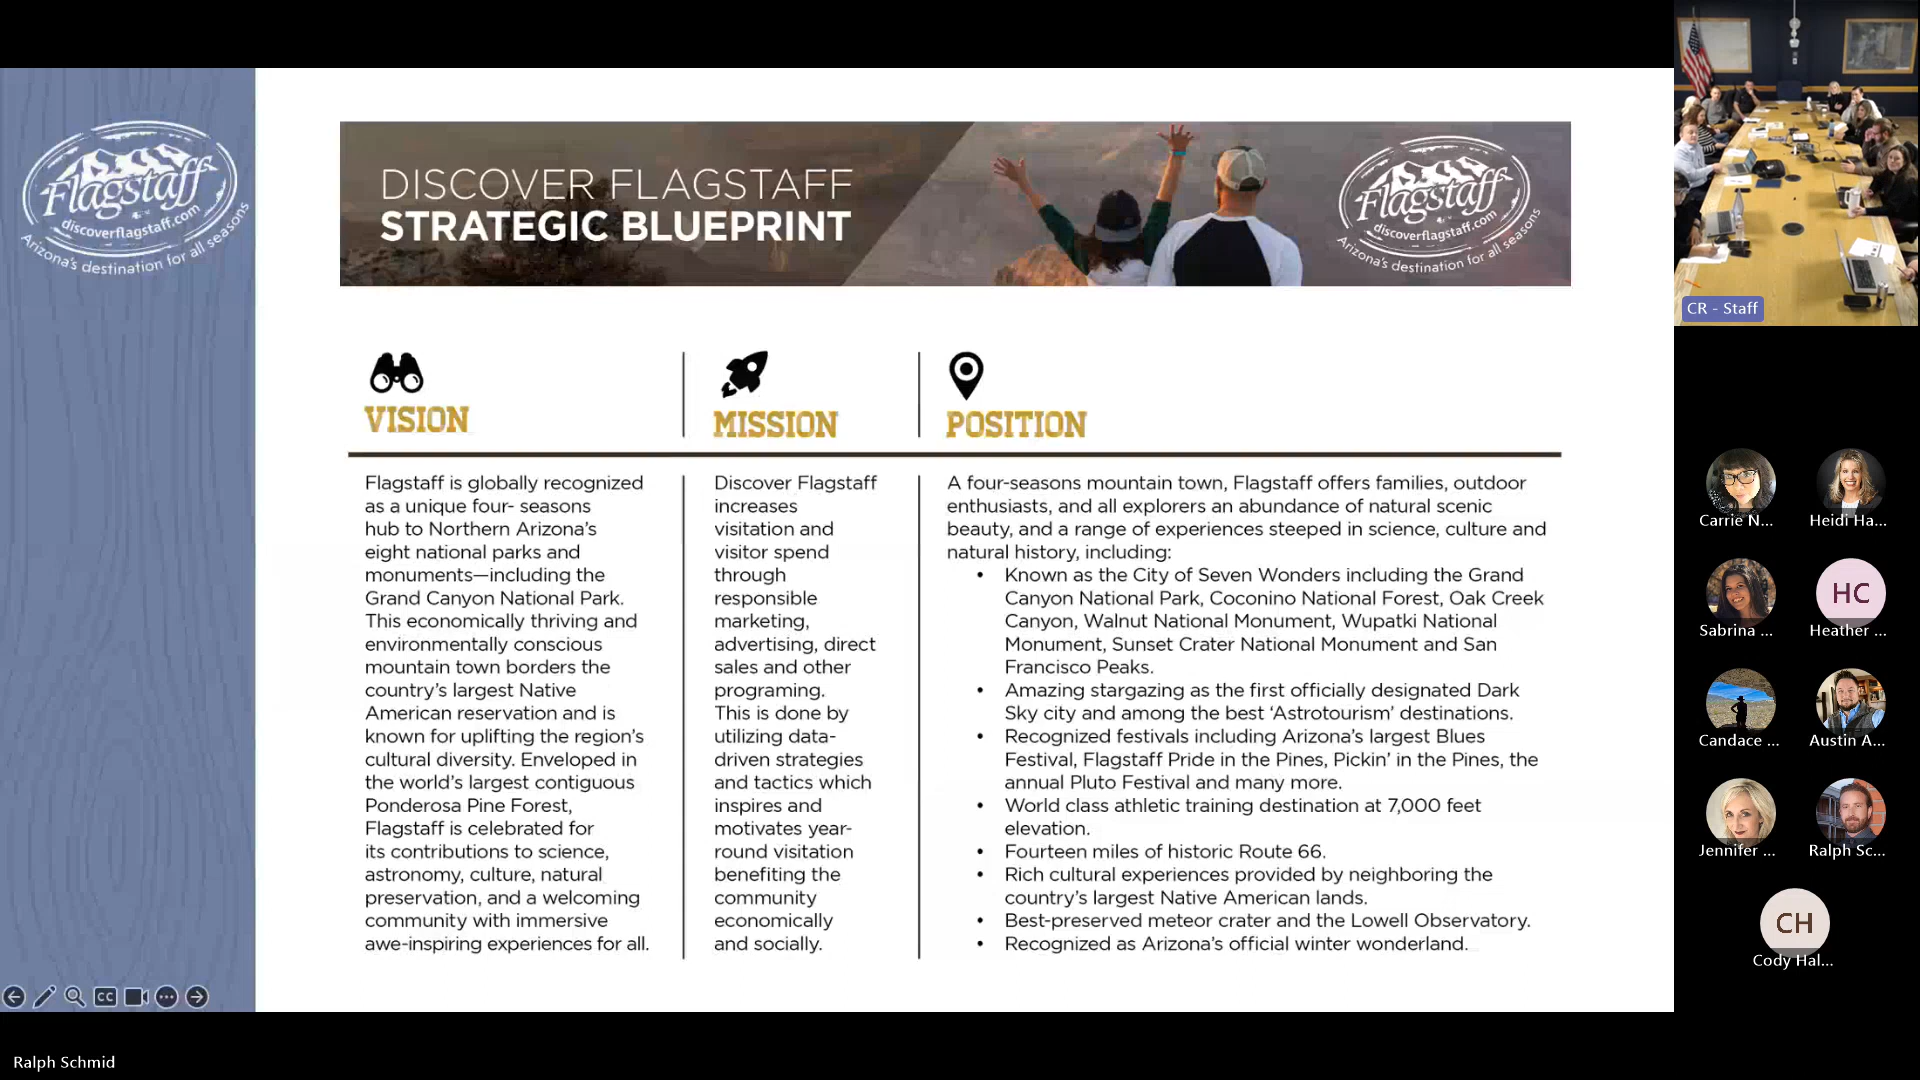 Flagstaff
discoverflagstaff.com
Arizona's destination for all seasons
DISCOVER FLAGSTAFF
STRATEGIC BLUEPRINT
Flagstaff
discoverflagstaff.com
Arizona's destination for all seasons
VISION
Flagstaff is globally recognized
as a unique four- seasons
hub to Northern Arizona's
eight national parks and
monuments—including the
Grand Canyon National Park.
This economically thriving and
environmentally conscious
mountain town borders the
country's largest Native
American reservation and is
known for uplifting the region's
cultural diversity. Enveloped in
the world's largest contiguous
Ponderosa Pine Forest,
Flagstaff is celebrated for
its contributions to science,
astronomy, culture, natural
preservation, and a welcoming
community with immersive
awe-inspiring experiences for all.
MISSION
Discover Flagstaff
increases
visitation and
visitor spend
through
responsible
marketing,
advertising, direct
sales and other
programing.
This is done by
utilizing data-
driven strategies
and tactics which
inspires and
motivates year-
round visitation
benefiting the
community
economically
and socially.
POSITION
A four-seasons mountain town, Flagstaff offers families, outdoor
enthusiasts, and all explorers an abundance of natural scenic
beauty, and a range of experiences steeped in science, culture and
natural history, including:
• Known as the City of Seven Wonders including the Grand
Canyon National Park, Coconino National Forest, Oak Creek
Canyon, Walnut National Monument, Wupatki National
Monument, Sunset Crater National Monument and San
Francisco Peaks.
• Amazing stargazing as the first officially designated Dark
Sky city and among the best 'Astrotourism' destinations.
• Recognized festivals including Arizona's largest Blues
Festival, Flagstaff Pride in the Pines, Pickin' in the Pines, the
annual Pluto Festival and many more.
• World class athletic training destination at 7,000 feet
elevation.
• Fourteen miles of historic Route 66.
• Rich cultural experiences provided by neighboring the
country's largest Native American lands.
• Best-preserved meteor crater and the Lowell Observatory.
• Recognized as Arizona's official winter wonderland.
CC
Ralph Schmid
CR - Staff
Carrie N...
Heidi Ha...
Sabrina ...
HC
Heather ...
Candace ...
Austin A...
Jennifer ...
Ralph Sc...
CH
Cody Hal...